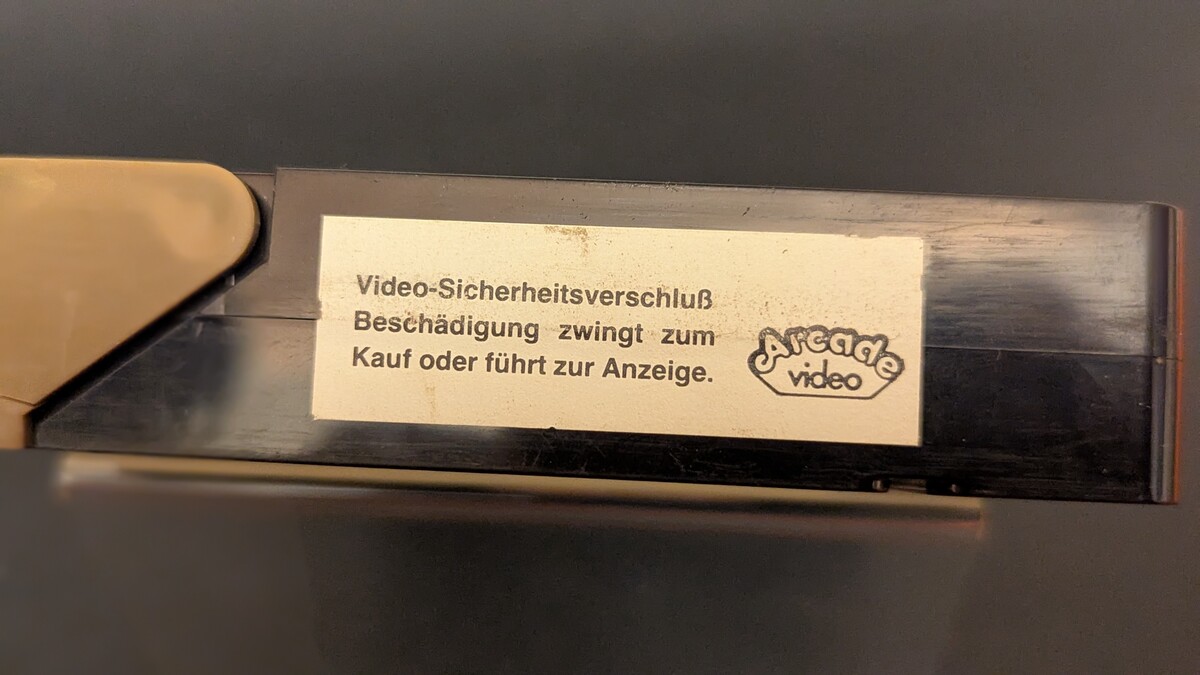 Video-Sicherheitsverschluß
Beschädigung zwingt zum
Kauf oder führt zur Anzeige.
Arcade
video